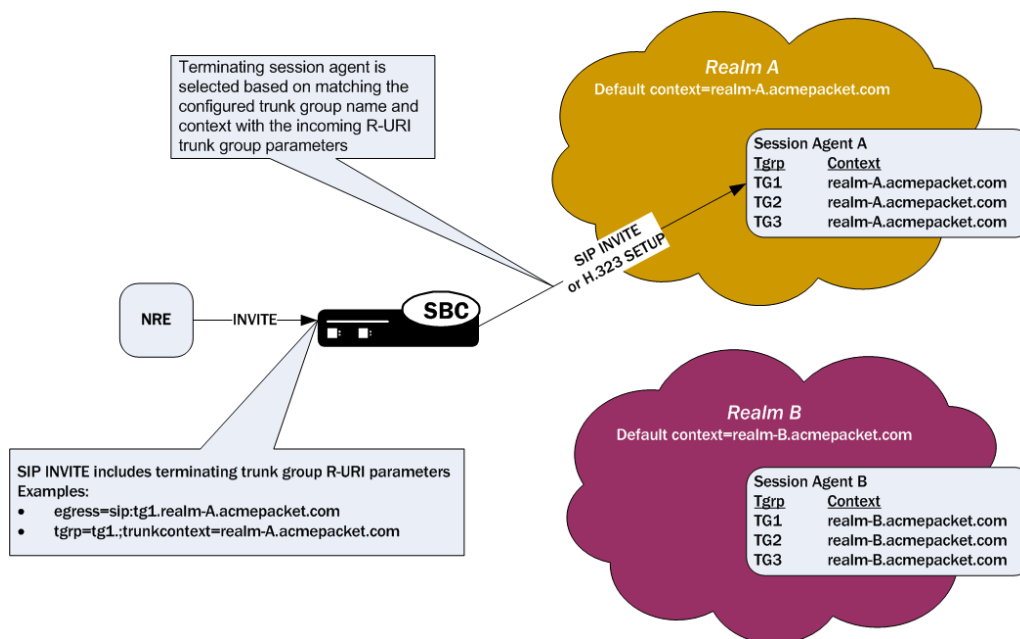 Terminating session agent is
selected based on matching the
configured trunk group name and
context with the incoming R-URI
trunk group parameters
Realm A
Default context=realm-A.acmepacket.com
Session Agent A
Tgrp Context
TG1 realm-A.acmepacket.com
TG2 realm-A.acmepacket.com
TG3 realm-A.acmepacket.com
SIP INVITE
or H.323 SETUP
NRE
INVITE
SBC
SIP INVITE includes terminating trunk group R-URI parameters
Examples:
• egress=sip:tg1.realm-A.acmepacket.com
• tgrp=tg1.;trunkcontext=realm-A.acmepacket.com
Realm B
Default context=realm-B.acmepacket.com
Session Agent B
Tgrp Context
TG1 realm-B.acmepacket.com
TG2 realm-B.acmepacket.com
TG3 realm-B.acmepacket.com